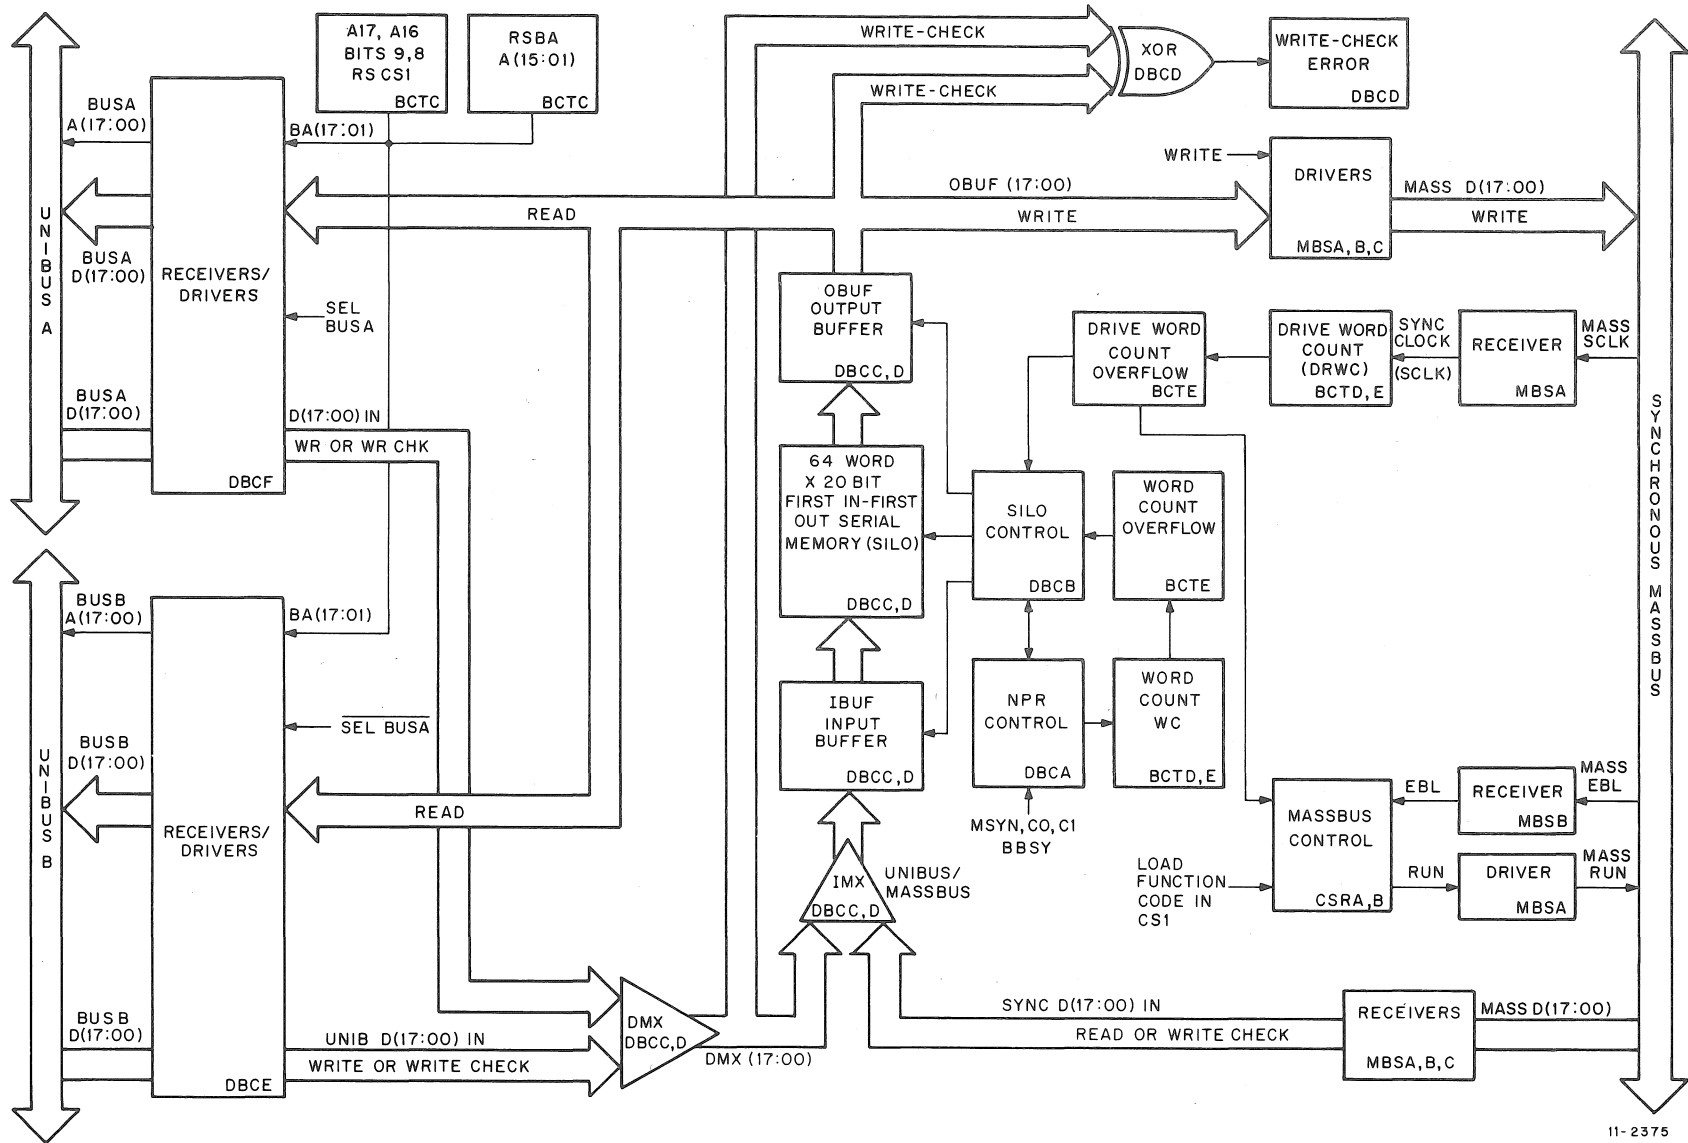 A17, A16
BITS 9,8
RS CS1
BCTC
RSBA
A(15:01)
BCTC
WRITE-CHECK
WRITE-CHECK
XOR
DBCD
WRITE-CHECK
ERROR
DBCD
BUSA
A(17:00)
BA(17:01)
WRITE
DRIVERS
MBSA, B, C
MASS D(17:00)
WRITE
OBUF (17:00)
WRITE
READ
UNIBUS A
BUSA
D(17:00)
RECEIVERS/
DRIVERS
SEL
BUSA
OBUF
OUTPUT
BUFFER
DBCC, D
DRIVE WORD
COUNT
OVERFLOW
BCTE
DRIVE WORD
COUNT
(DRWC)
BCTD, E
SYNC
CLOCK
(SCLK)
RECEIVER
MBSA
MASS
SCLK
BUSA
D(17:00)
D(17:00) IN
WR OR WR CHK
DBCF
64 WORD
X 20 BIT
FIRST IN-FIRST
OUT SERIAL
MEMORY (SILO)
DBCC, D
SILO
CONTROL
DBCB
WORD
COUNT
OVERFLOW
BCTE
SYNCHRONOUS MASSBUS
BUSB
A(17:00)
BA(17:01)
SEL BUSA
IBUF
INPUT
BUFFER
DBCC, D
NPR
CONTROL
DBCA
WORD
COUNT
WC
BCTD, E
UNIBUS B
BUSB
D(17:00)
READ
RECEIVERS/
DRIVERS
MSYN, C0, C1
BBSY
MASSBUS
CONTROL
CSRA, B
EBL
RECEIVER
MBSB
MASS
EBL
LOAD
FUNCTION
CODE IN
CS1
RUN
DRIVER
MBSA
MASS
RUN
IMX
DBCC, D
UNIBUS/
MASSBUS
BUSB
D(17:00)
UNIB D(17:00) IN
WRITE OR WRITE CHECK
DBCE
DMX
DBCC, D
DMX (17:00)
SYNC D(17:00) IN
READ OR WRITE CHECK
RECEIVERS
MBSA, B, C
MASS D(17:00)
11-2375